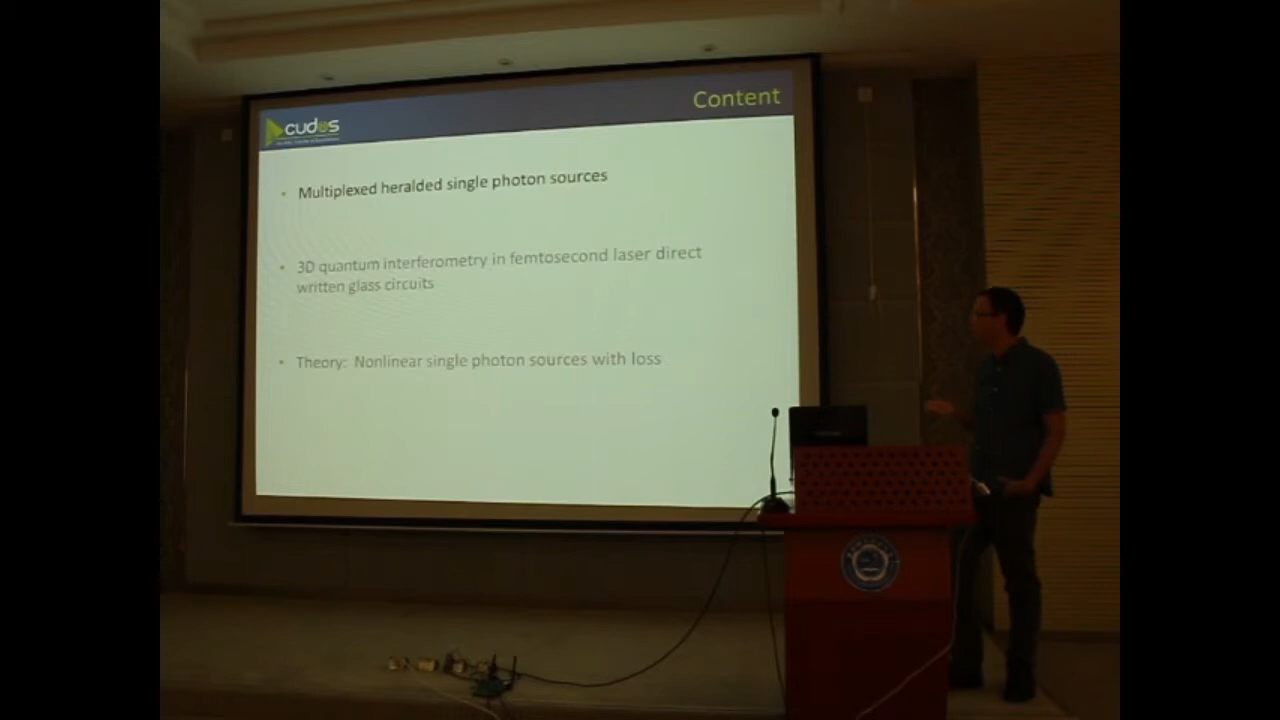 Content
cudos
• Multiplexed heralded single photon sources
• 3D quantum interferometry in femtosecond laser direct
written glass circuits
• Theory: Nonlinear single photon sources with loss